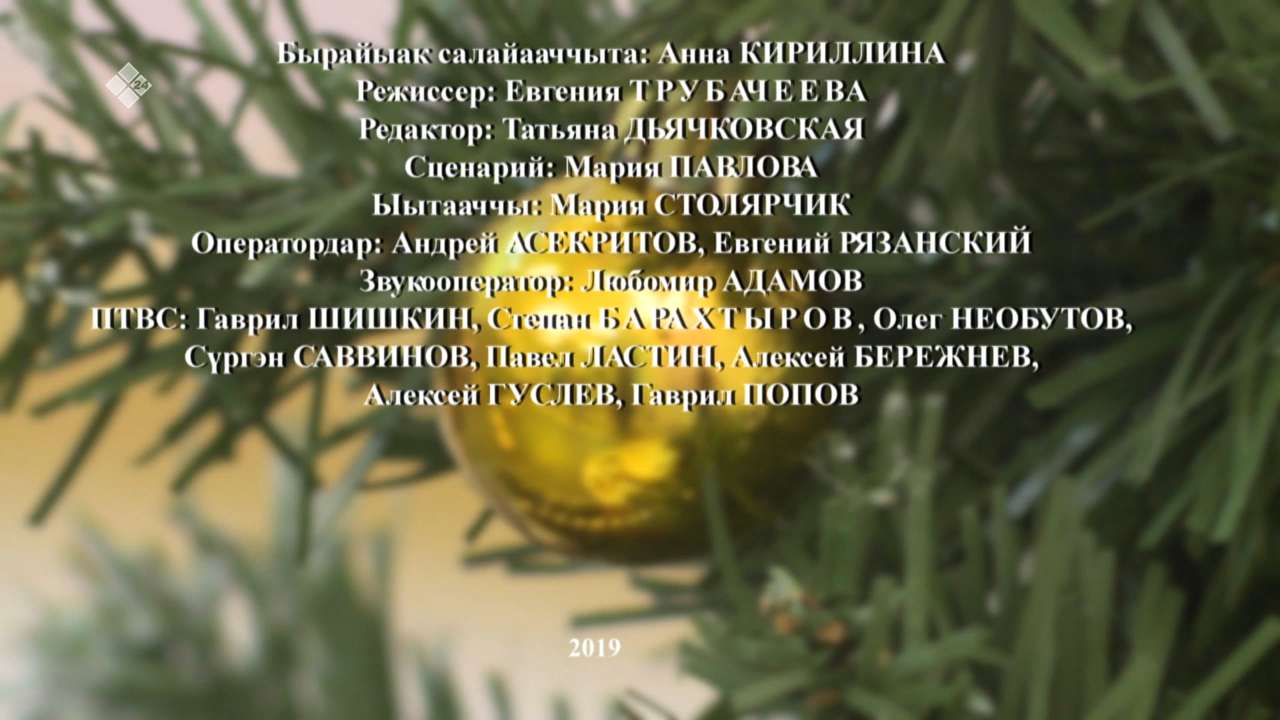 24
Бырайыак салайааччыта: Анна КИРИЛЛИНА
Режиссер: Евгения ТРУБАЧЕЕВА
Редактор: Татьяна ДЬЯЧКОВСКАЯ
Сценарий: Мария ПАВЛОВА
Ыытааччы: Мария СТОЛЯРЧИК
Оператордар: Андрей АСЕКРИТОВ, Евгений РЯЗАНСКИЙ
Звукооператор: Любомир АДАМОВ
ПТВС: Гаврил ШИШКИН, Степан БАРАХТЫРОВ, Олег НЕОБУТОВ,
Сүргэн САВВИНОВ, Павел ЛАСТИН, Алексей БЕРЕЖНЕВ,
Алексей ГУСЛЕВ, Гаврил ПОПОВ
2019